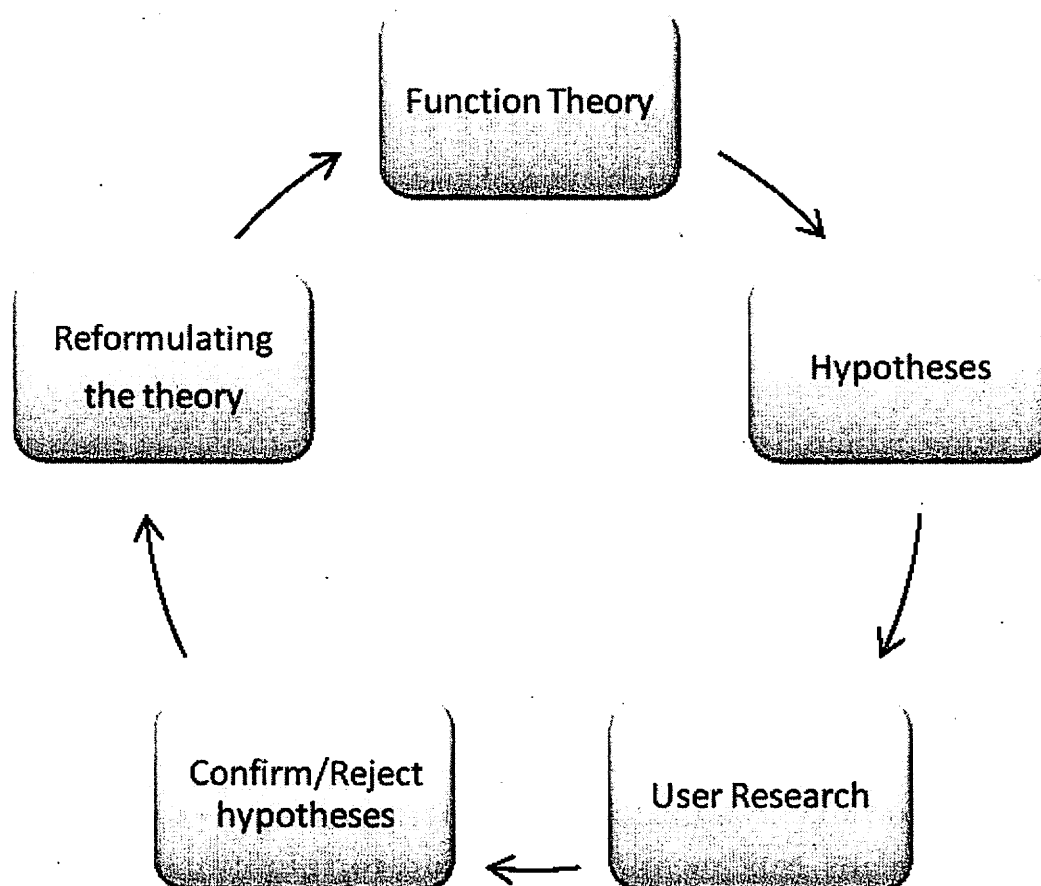 Function Theory
Hypotheses
User Research
Confirm/Reject
hypotheses
Reformulating
the theory